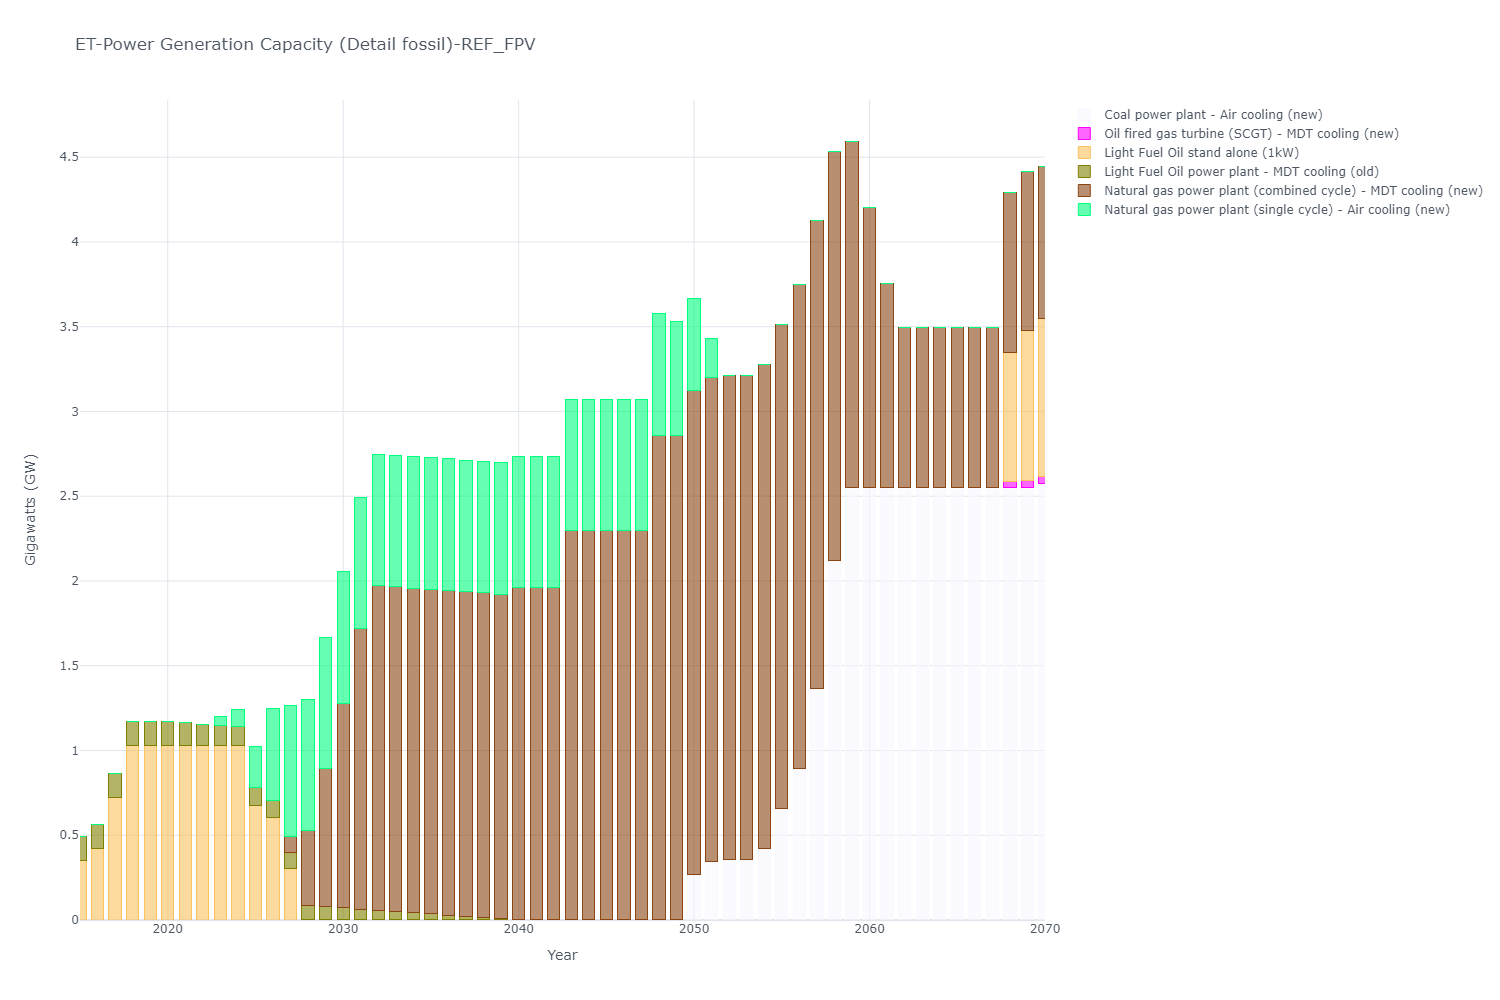 ET-Power Generation Capacity (Detail fossil)-REF_FPV
Coal power plant - Air cooling (new)
Oil fired gas turbine (SCGT) - MDT cooling (new)
Light Fuel Oil stand alone (1kW)
Light Fuel Oil power plant - MDT cooling (old)
Natural gas power plant (combined cycle) - MDT cooling (new)
Natural gas power plant (single cycle) - Air cooling (new)
Gigawatts (GW)
4.5
4
3.5
3
2.5
2
1.5
1
0.5
0
2020
2030
2040
2050
2060
2070
Year